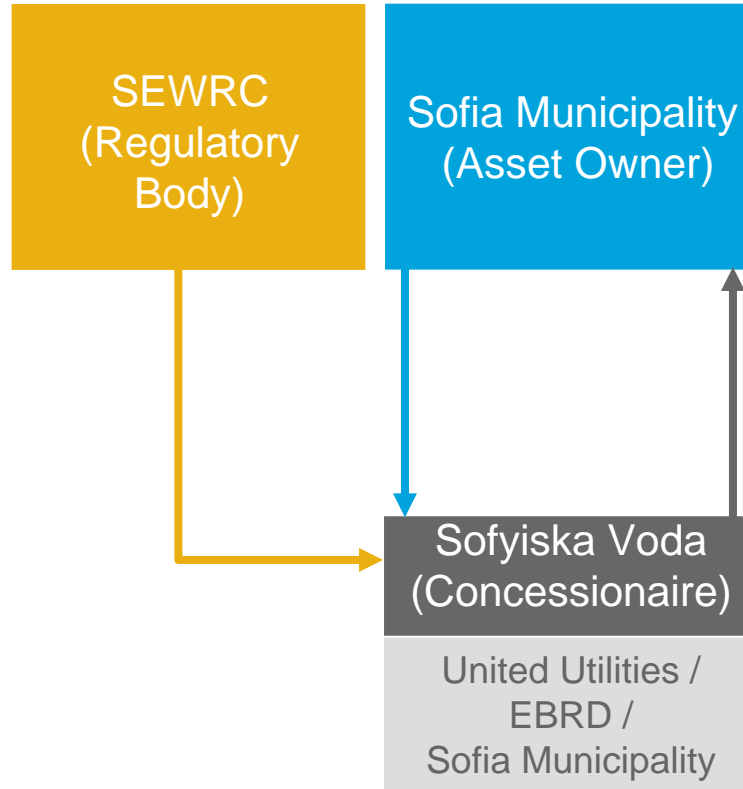 SEWRC
(Regulatory
Body)
Sofia Municipality
(Asset Owner)
Sofyiska Voda
(Concessionaire)
United Utilities /
EBRD /
Sofia Municipality